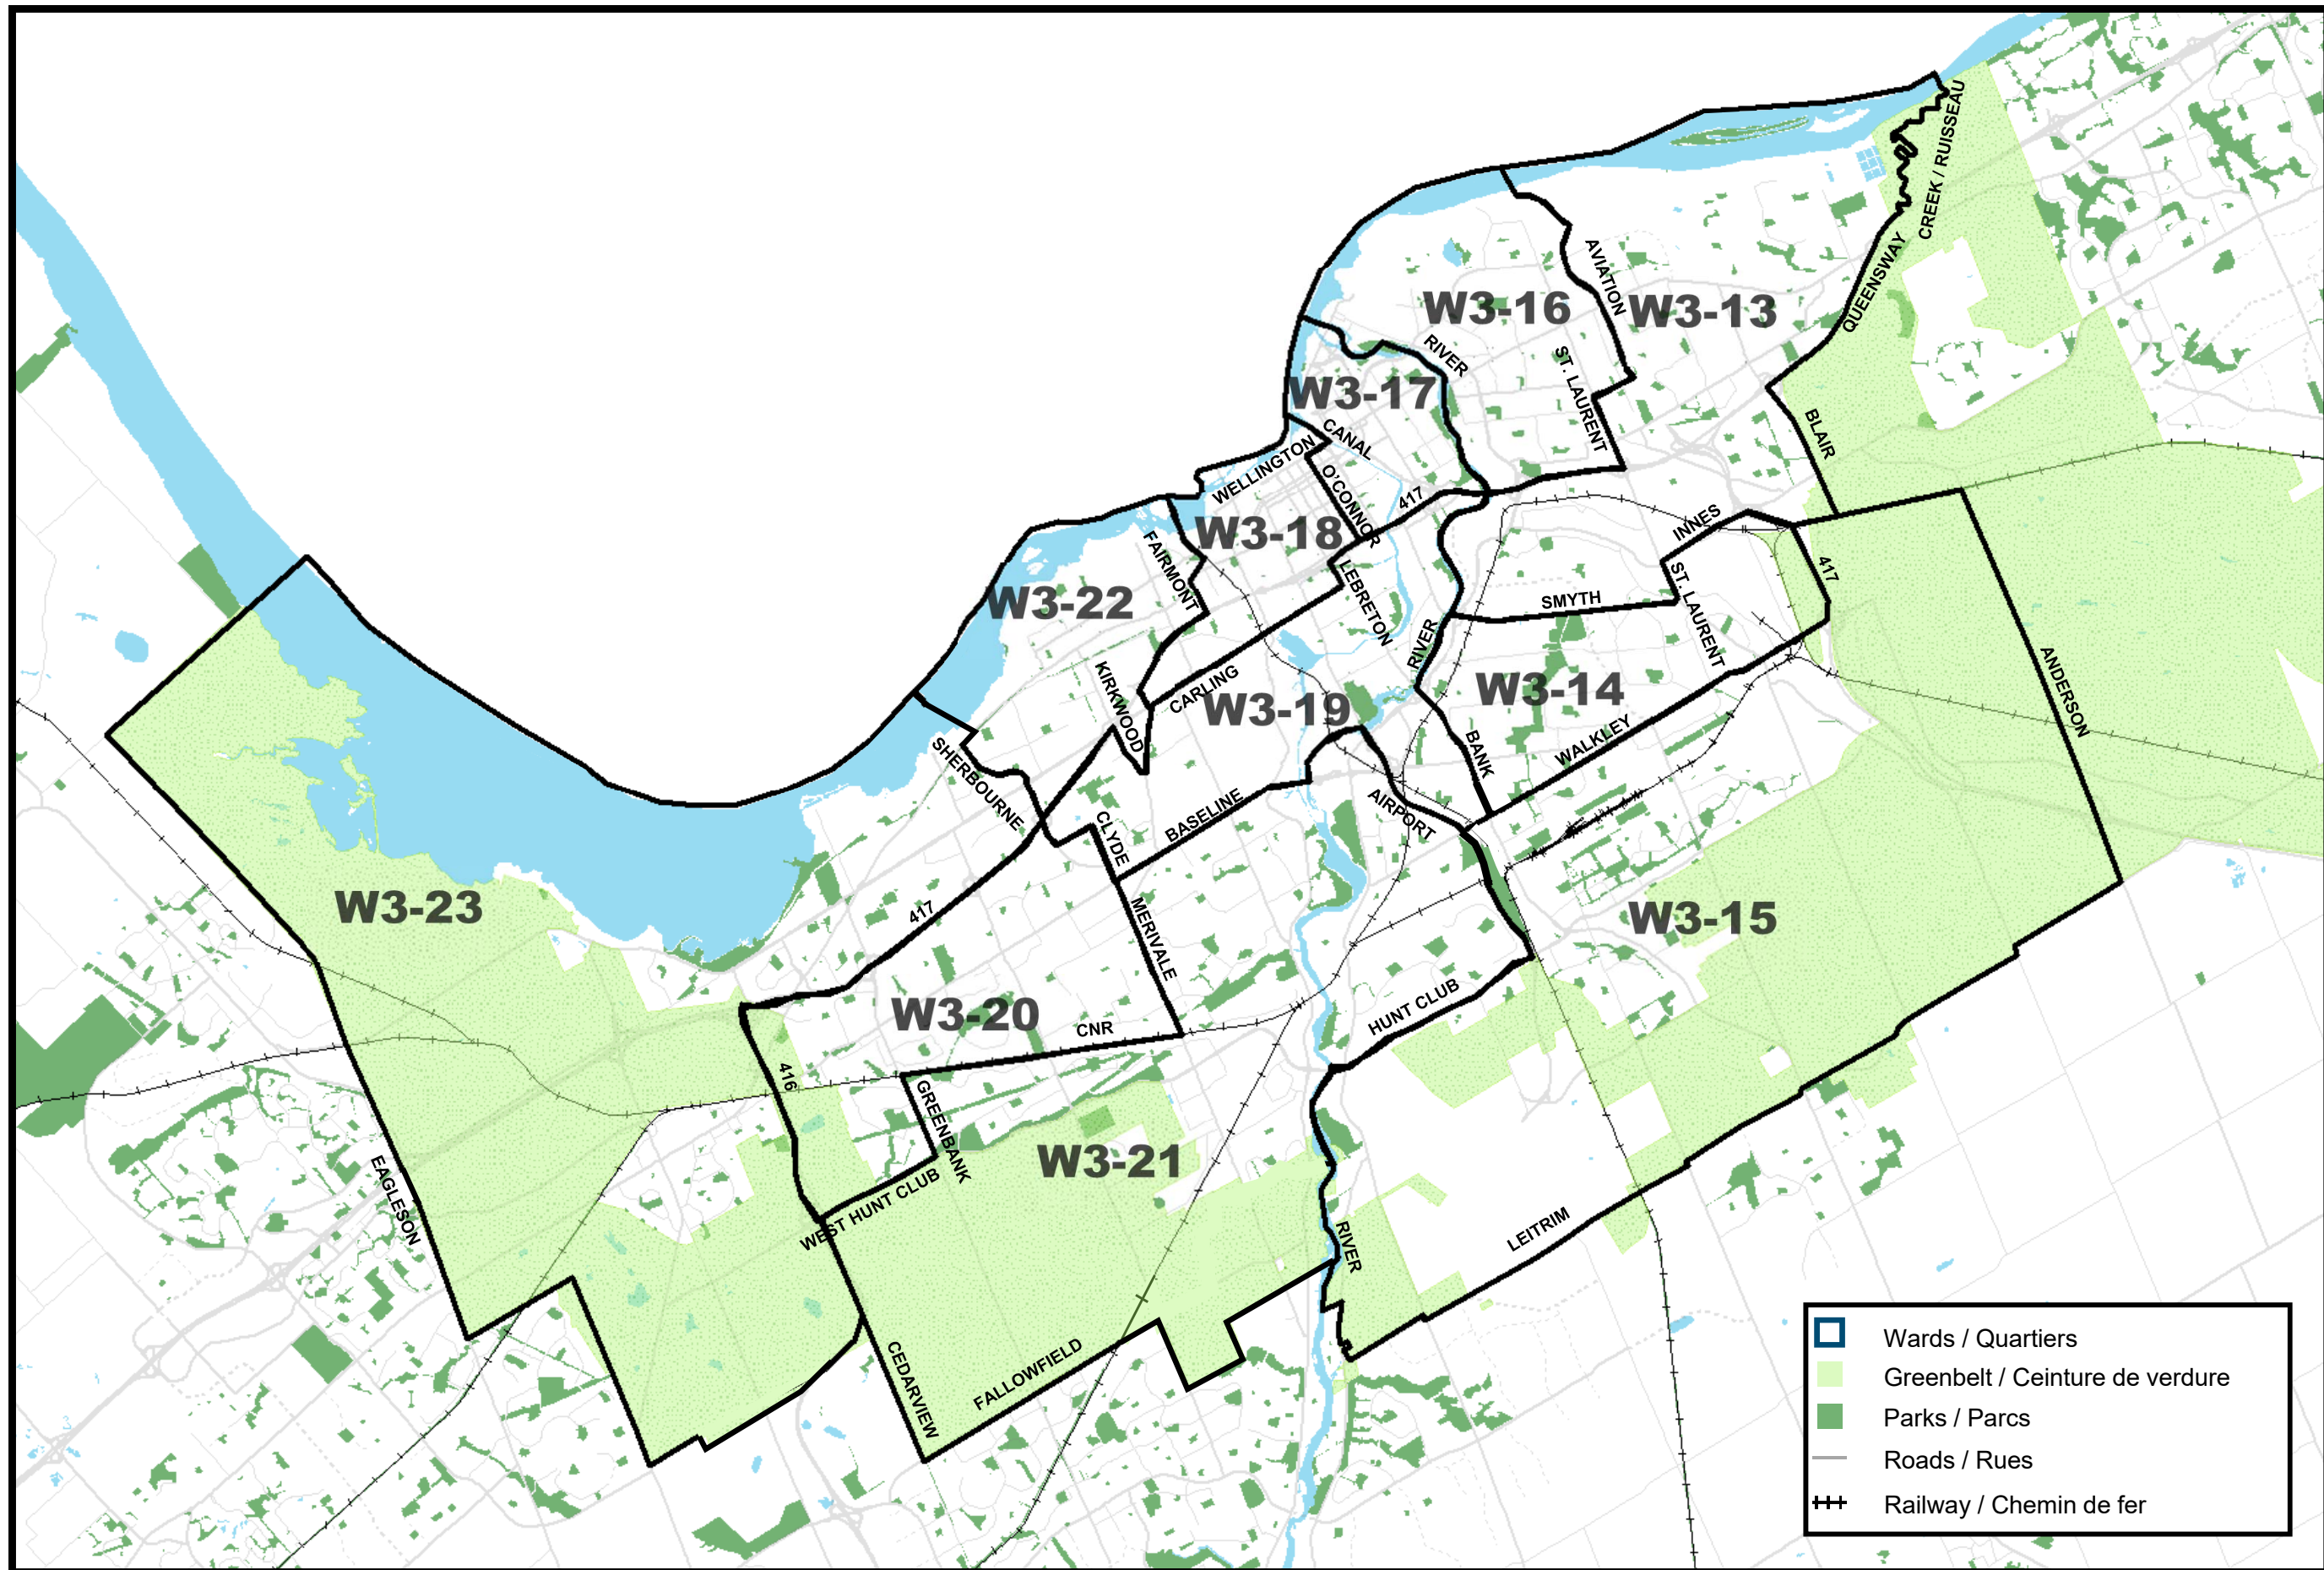 CREEK / RUISSEAU
QUEENSWAY
AVIATION
W3-16
W3-13
RIVER
ST. LAURENT
W3-17
BLAIR
CANAL
WELLINGTON
O'CONNOR
417
W3-18
INNES
FAIRMONT
LEBRETON
417
ST. LAURENT
SMYTH
W3-22
RIVER
ANDERSON
KIRKWOOD
CARLING
W3-19
W3-14
WALKLEY
BANK
SHERBOURNE
CLYDE
BASELINE
AIRPORT
W3-23
417
MERIVALE
W3-15
W3-20
CNR
HUNT CLUB
416
GREENBANK
W3-21
EAGLESON
WEST HUNT CLUB
RIVER
LEITRIM
CEDARVIEW
FALLOWFIELD
Wards / Quartiers
Greenbelt / Ceinture de verdure
Parks / Parcs
Roads / Rues
Railway / Chemin de fer